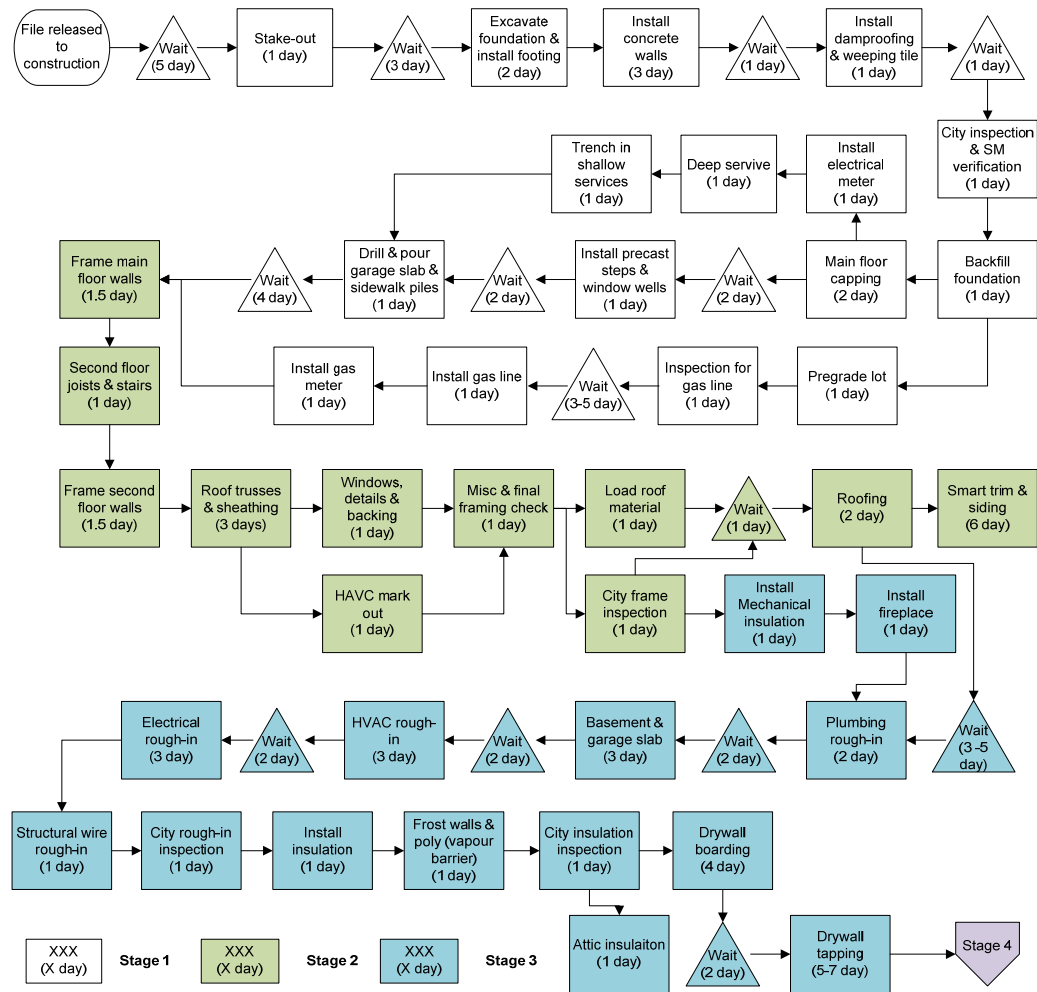 File released
to
construction
Wait
(5 day)
Stake-out
(1 day)
Wait
(3 day)
Excavate
foundation &
install footing
(2 day)
Install
concrete
walls
(3 day)
Wait
(1 day)
Install
damproofing
& weeping tile
(1 day)
Wait
(1 day)
City inspection
& SM
verification
(1 day)
Trench in
shallow
services
(1 day)
Deep servive
(1 day)
Install
electrical
meter
(1 day)
Frame main
floor walls
(1.5 day)
Wait
(4 day)
Drill & pour
garage slab &
sidewalk piles
(1 day)
Wait
(2 day)
Install precast
steps &
window wells
(1 day)
Wait
(2 day)
Main floor
capping
(2 day)
Backfill
foundation
(1 day)
Second floor
joists & stairs
(1 day)
Install gas
meter
(1 day)
Install gas line
(1 day)
Wait
(3-5 day)
Inspection for
gas line
(1 day)
Pregrade lot
(1 day)
Frame second
floor walls
(1.5 day)
Roof trusses
& sheathing
(3 days)
Windows,
details &
backing
(1 day)
Misc & final
framing check
(1 day)
Load roof
material
(1 day)
Wait
(1 day)
Roofing
(2 day)
Smart trim &
siding
(6 day)
HAVC mark
out
(1 day)
City frame
inspection
(1 day)
Install
Mechanical
insulation
(1 day)
Install
fireplace
(1 day)
Electrical
rough-in
(3 day)
Wait
(2 day)
HVAC rough-
in
(3 day)
Wait
(2 day)
Basement &
garage slab
(3 day)
Wait
(2 day)
Plumbing
rough-in
(2 day)
Wait
(3 -5
day)
Structural wire
rough-in
(1 day)
City rough-in
inspection
(1 day)
Install
insulation
(1 day)
Frost walls &
poly (vapour
barrier)
(1 day)
City insulation
inspection
(1 day)
Drywall
boarding
(4 day)
XXX
(X day)
Stage 1
XXX
(X day)
Stage 2
XXX
(X day)
Stage 3
Attic insulaiton
(1 day)
Wait
(2 day)
Drywall
tapping
(5-7 day)
Stage 4